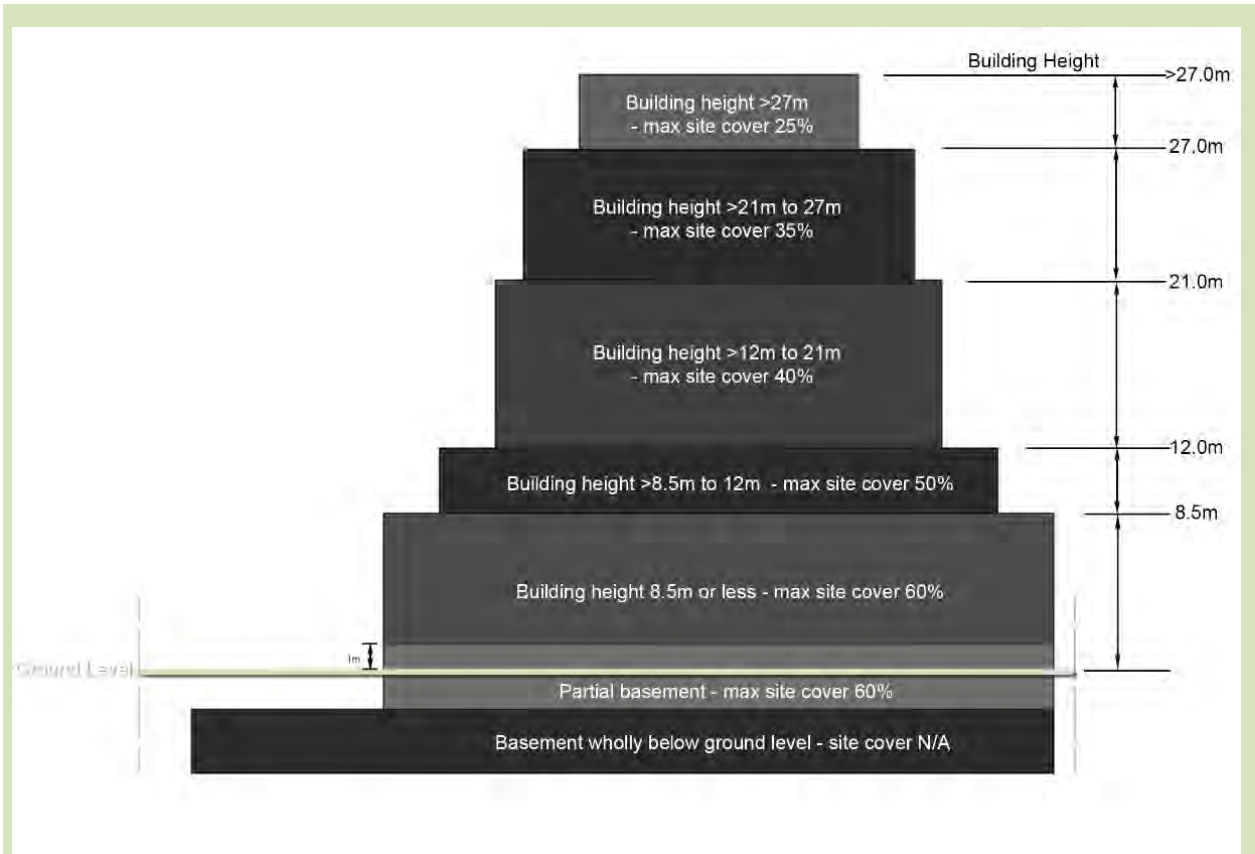 Building Height
>27.0m
Building height >27m
- max site cover 25%
27.0m
Building height >21m to 27m
- max site cover 35%
21.0m
Building height >12m to 21m
- max site cover 40%
12.0m
Building height >8.5m to 12m - max site cover 50%
8.5m
Building height 8.5m or less - max site cover 60%
1m
Ground Level
Partial basement - max site cover 60%
Basement wholly below ground level - site cover N/A